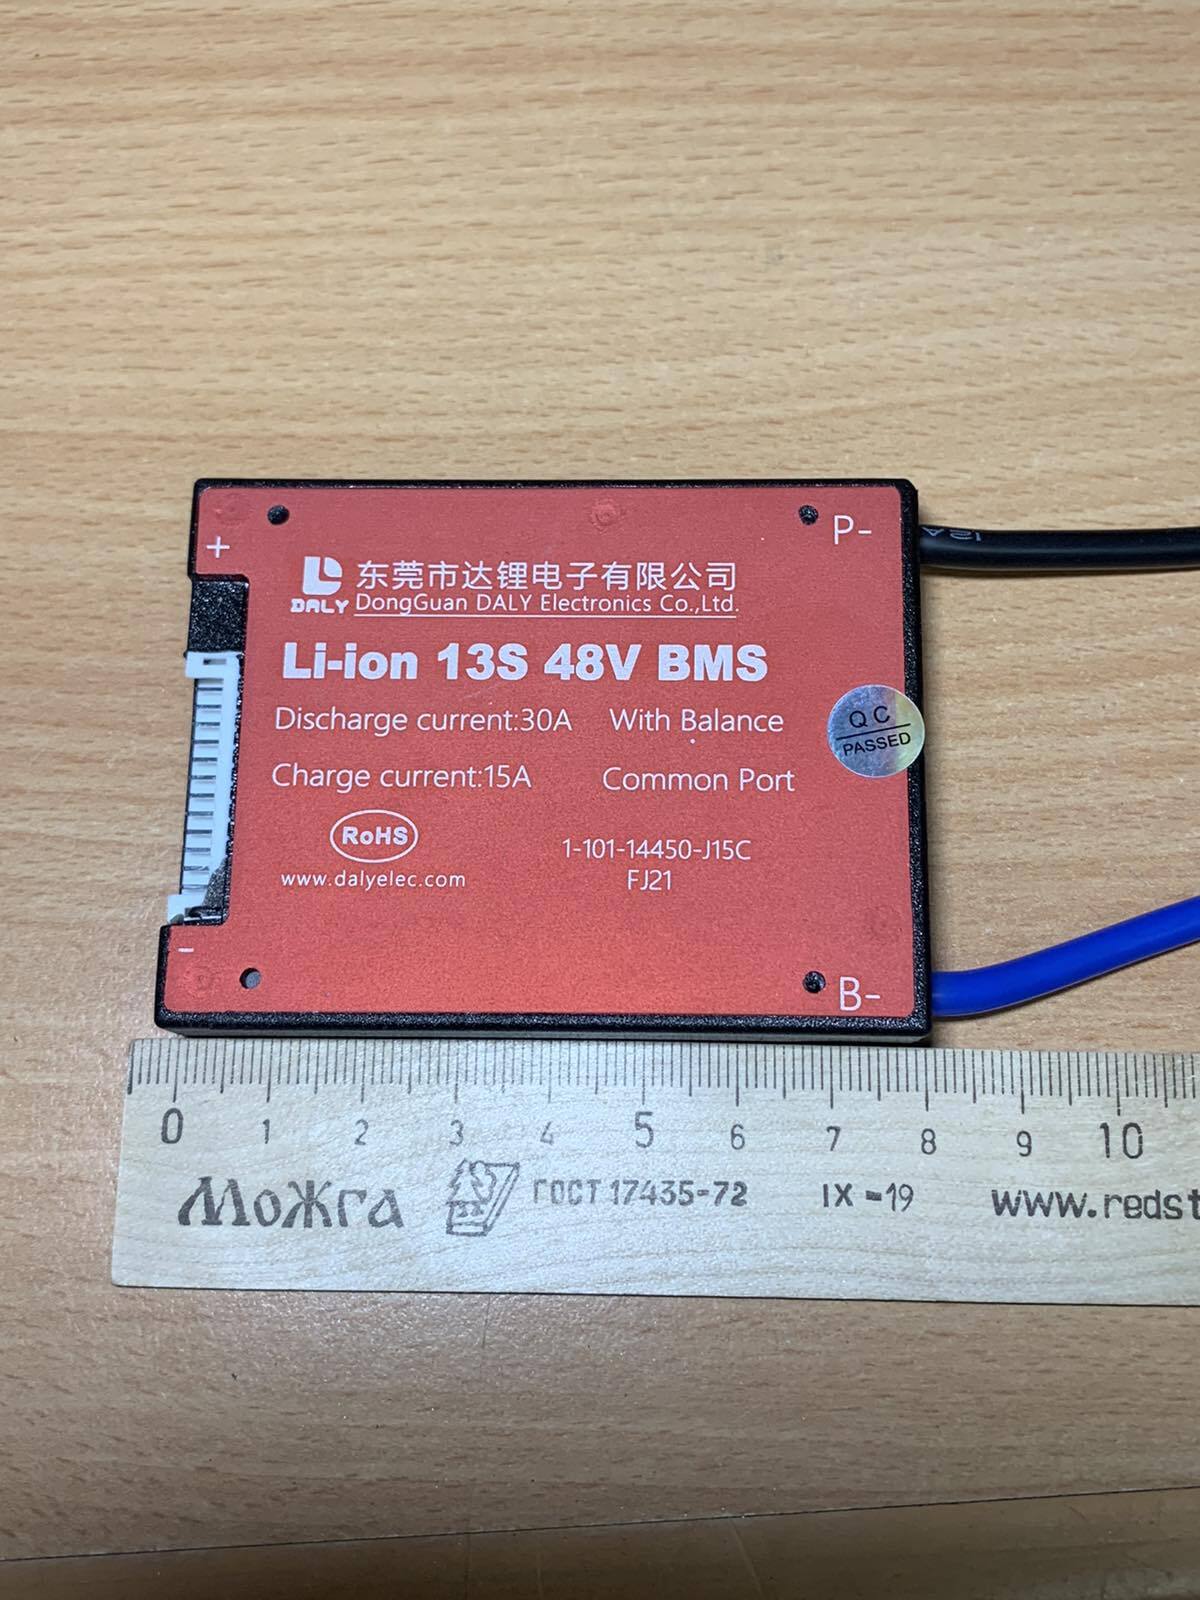 +
P-
东莞市达锂电子有限公司
DALY DongGuan DALY Electronics Co.,Ltd.
Li-ion 13S 48V BMS
Discharge current:30A With Balance
QC
PASSED
Charge current:15A Common Port
RoHS
1-101-14450-J15C
www.dalyelec.com
FJ21
-
B-
0 1 2 3 4 5 6 7 8 9 10
Можга ГОСТ 17435-72 IX-19 www.redst